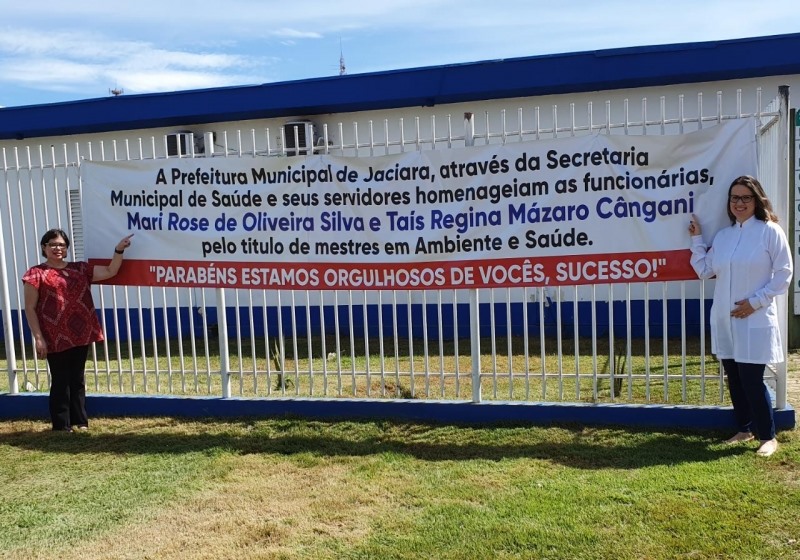 A Prefeitura Municipal de Jaciara, através da Secretaria
Municipal de Saúde e seus servidores homenageiam as funcionárias,
Mari Rose de Oliveira Silva e Taís Regina Mázaro Cângani
pelo titulo de mestres em Ambiente e Saúde.
"PARABÉNS ESTAMOS ORGULHOSOS DE VOCÊS, SUCESSO!"